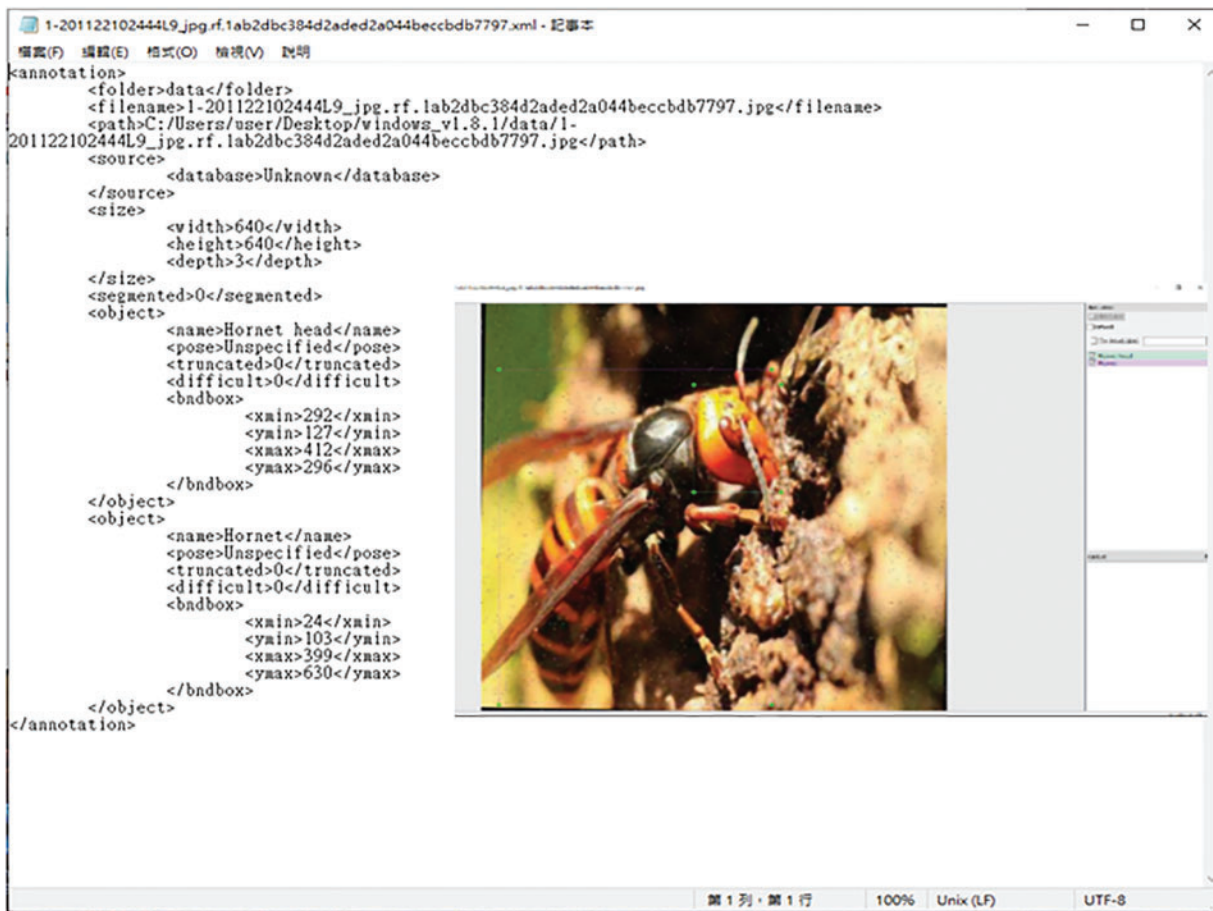 1-201122102444L9_jpg.rf.1ab2dbc384d2aded2a044beccbdb7797.xml - 記事本
檔案(F) 編輯(E) 格式(O) 檢視(V) 說明
<annotation>
<folder>data</folder>
<filename>1-201122102444L9_jpg.rf.1ab2dbc384d2aded2a044beccbdb7797.jpg</filename>
<path>C:/Users/user/Desktop/windows_v1.8.1/data/1-
201122102444L9_jpg.rf.1ab2dbc384d2aded2a044beccbdb7797.jpg</path>
<source>
<database>Unknown</database>
</source>
<size>
<width>640</width>
<height>640</height>
<depth>3</depth>
</size>
<segmented>0</segmented>
<object>
<name>Hornet head</name>
<pose>Unspecified</pose>
<truncated>0</truncated>
<difficult>0</difficult>
<bndbox>
<xmin>292</xmin>
<ymin>127</ymin>
<xmax>412</xmax>
<ymax>296</ymax>
</bndbox>
</object>
<object>
<name>Hornet</name>
<pose>Unspecified</pose>
<truncated>0</truncated>
<difficult>0</difficult>
<bndbox>
<xmin>24</xmin>
<ymin>103</ymin>
<xmax>399</xmax>
<ymax>630</ymax>
</bndbox>
</object>
</annotation>
第 1 列，第 1 行 100% Unix (LF) UTF-8